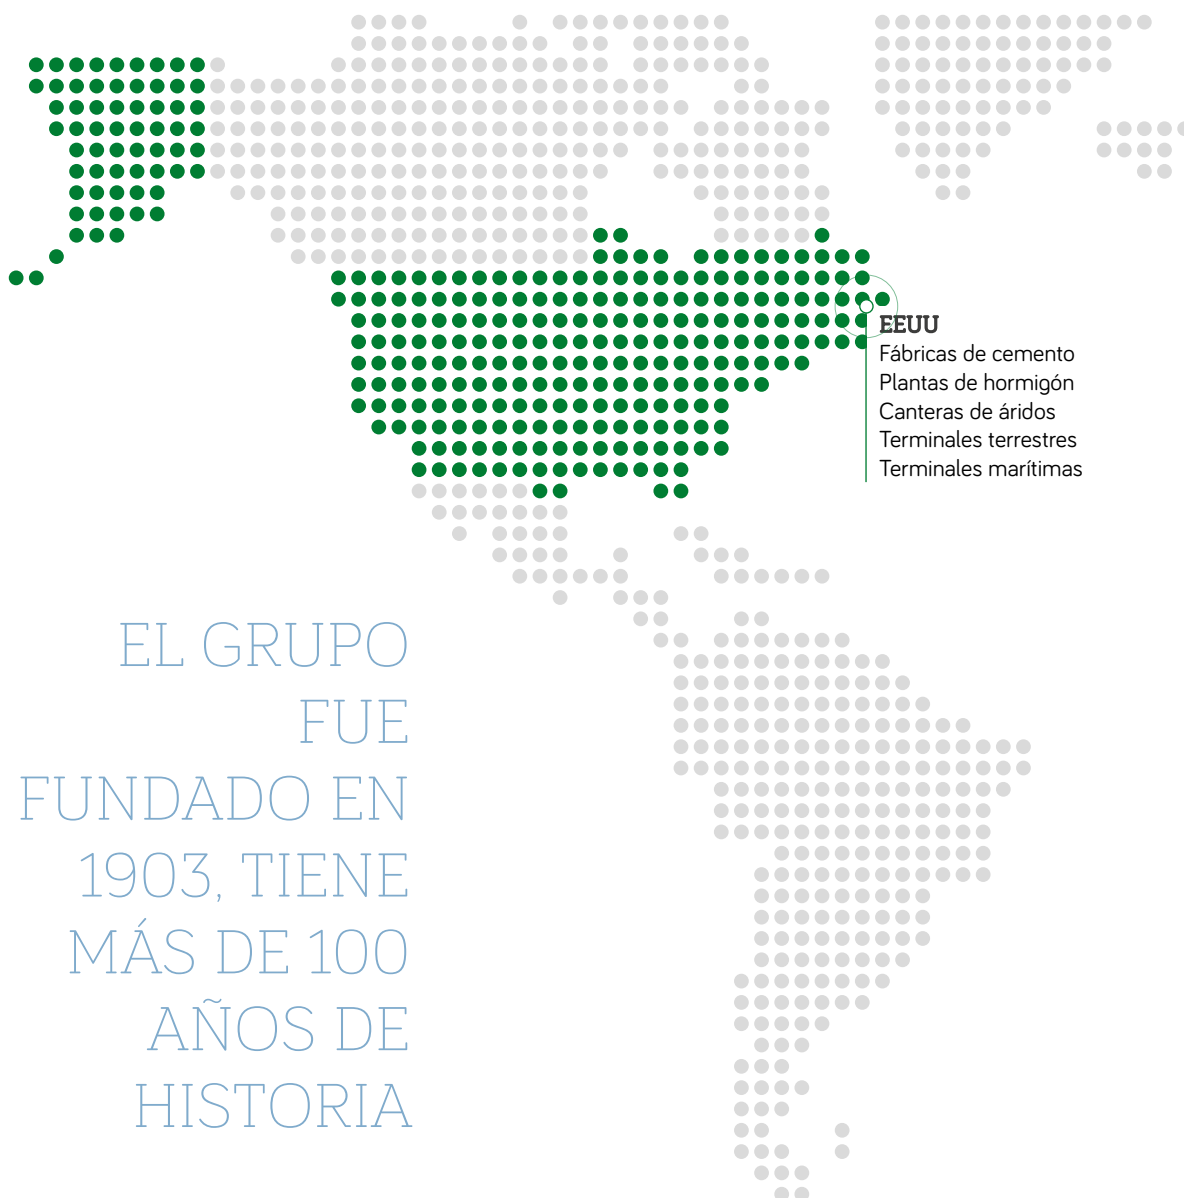 EEUU
Fábricas de cemento
Plantas de hormigón
Canteras de áridos
Terminales terrestres
Terminales marítimas
EL GRUPO
FUE
FUNDADO EN
1903, TIENE
MÁS DE 100
AÑOS DE
HISTORIA